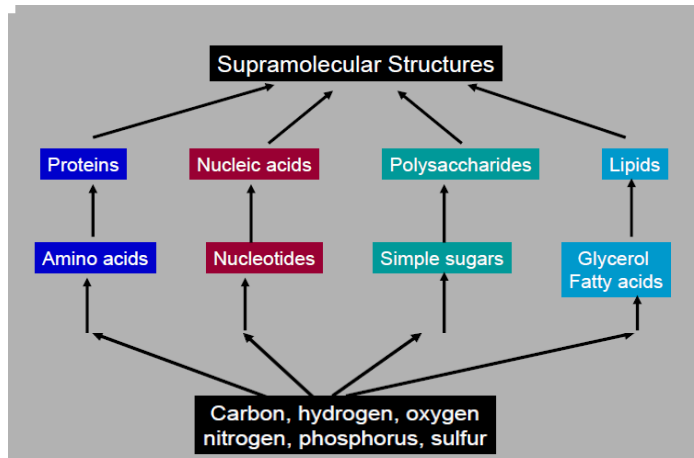 Supramolecular Structures
Proteins
Nucleic acids
Polysaccharides
Lipids
Amino acids
Nucleotides
Simple sugars
Glycerol
Fatty acids
Carbon, hydrogen, oxygen
nitrogen, phosphorus, sulfur